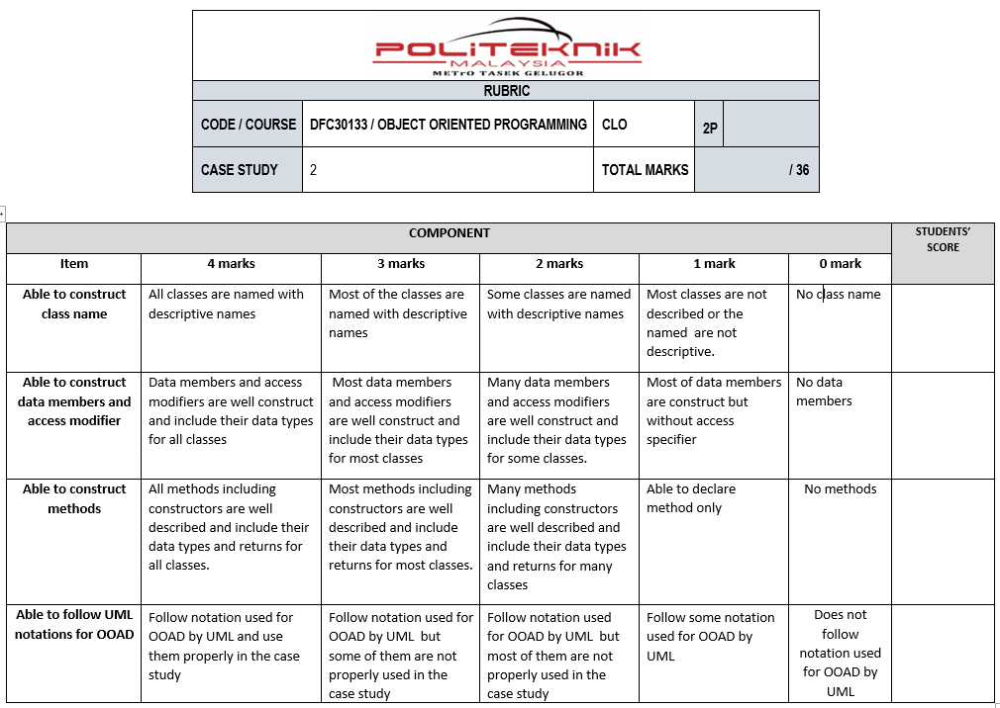 POLITEKNIK
MALAYSIA
METrO TASEK GELUGOR
RUBRIC
CODE / COURSE DFC30133 / OBJECT ORIENTED PROGRAMMING CLO 2P
CASE STUDY 2 TOTAL MARKS / 36
COMPONENT
STUDENTS’
SCORE
Item 4 marks 3 marks 2 marks 1 mark 0 mark
Able to construct
class name
All classes are named with
descriptive names
Most of the classes are
named with descriptive
names
Some classes are named
with descriptive names
Most classes are not
described or the
named are not
descriptive.
No class name
Able to construct
data members and
access modifier
Data members and access
modifiers are well construct
and include their data types
for all classes
Most data members
and access modifiers
are well construct and
include their data types
for most classes
Many data members
and access modifiers
are well construct and
include their data types
for some classes.
Most of data members
are construct but
without access
specifier
No data
members
Able to construct
methods
All methods including
constructors are well
described and include their
data types and returns for
all classes.
Most methods including
constructors are well
described and include
their data types and
returns for most classes.
Many methods
including constructors
are well described and
include their data types
and returns for many
classes
Able to declare
method only
No methods
Able to follow UML
notations for OOAD
Follow notation used for
OOAD by UML and use
them properly in the case
study
Follow notation used for
OOAD by UML but
some of them are not
properly used in the
case study
Follow notation used
for OOAD by UML but
most of them are not
properly used in the
case study
Follow some notation
used for OOAD by
UML
Does not
follow
notation used
for OOAD by
UML